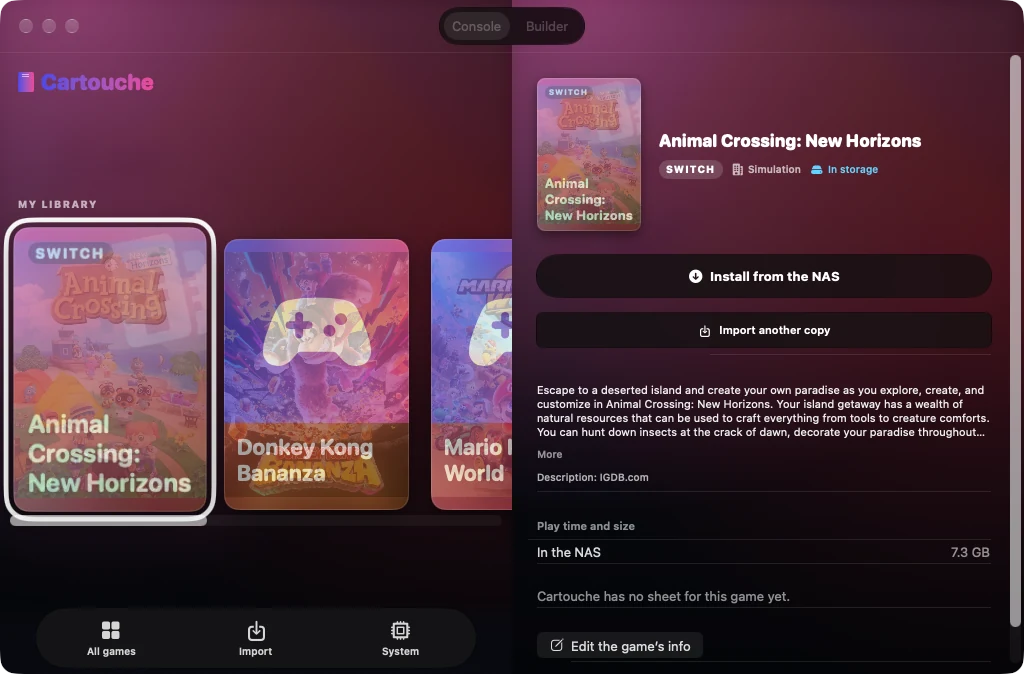 Console
Builder
Cartouche
MY LIBRARY
SWITCH
Animal
Crossing
New
Horizons
Animal
Crossing:
New Horizons
Donkey Kong
Bananza
BANANZA
MARI
Mario
World
All games
Import
System
SWITCH
Animal
Crossing
Animal
Crossing:
New Horizons
Animal Crossing: New Horizons
SWITCH
Simulation
In storage
Install from the NAS
Import another copy
Escape to a deserted island and create your own paradise as you explore, create, and
customize in Animal Crossing: New Horizons. Your island getaway has a wealth of
natural resources that can be used to craft everything from tools to creature comforts.
You can hunt down insects at the crack of dawn, decorate your paradise throughout...
More
Description: IGDB.com
Play time and size
In the NAS
7.3 GB
Cartouche has no sheet for this game yet.
Edit the game's info